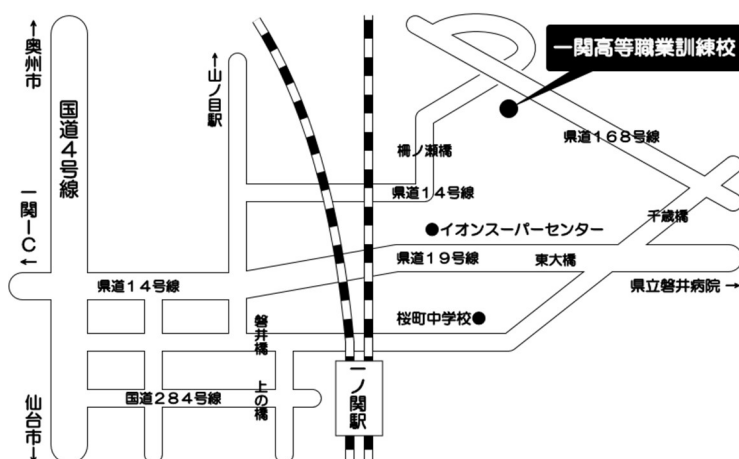 ↑奥州市
国道4号線
↑山ノ目駅
一関高等職業訓練校
県道168号線
柵ノ瀬橋
県道14号線
千歳橋
一関IC↑
●イオンスーパーセンター
県道19号線
東大橋
県道14号線
県立磐井病院→
磐井橋
桜町中学校●
上の橋
一ノ関駅
国道284号線
仙台市↓